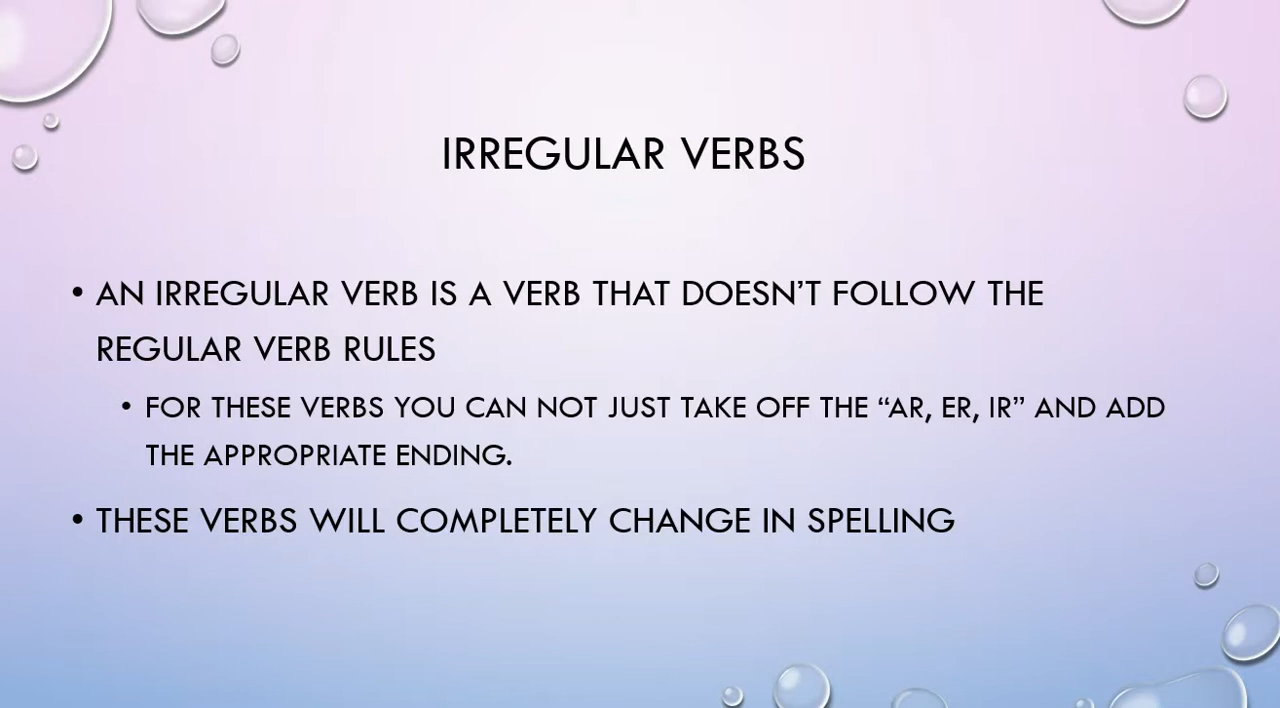 IRREGULAR VERBS
• AN IRREGULAR VERB IS A VERB THAT DOESN’T FOLLOW THE
REGULAR VERB RULES
• FOR THESE VERBS YOU CAN NOT JUST TAKE OFF THE “AR, ER, IR” AND ADD
THE APPROPRIATE ENDING.
• THESE VERBS WILL COMPLETELY CHANGE IN SPELLING